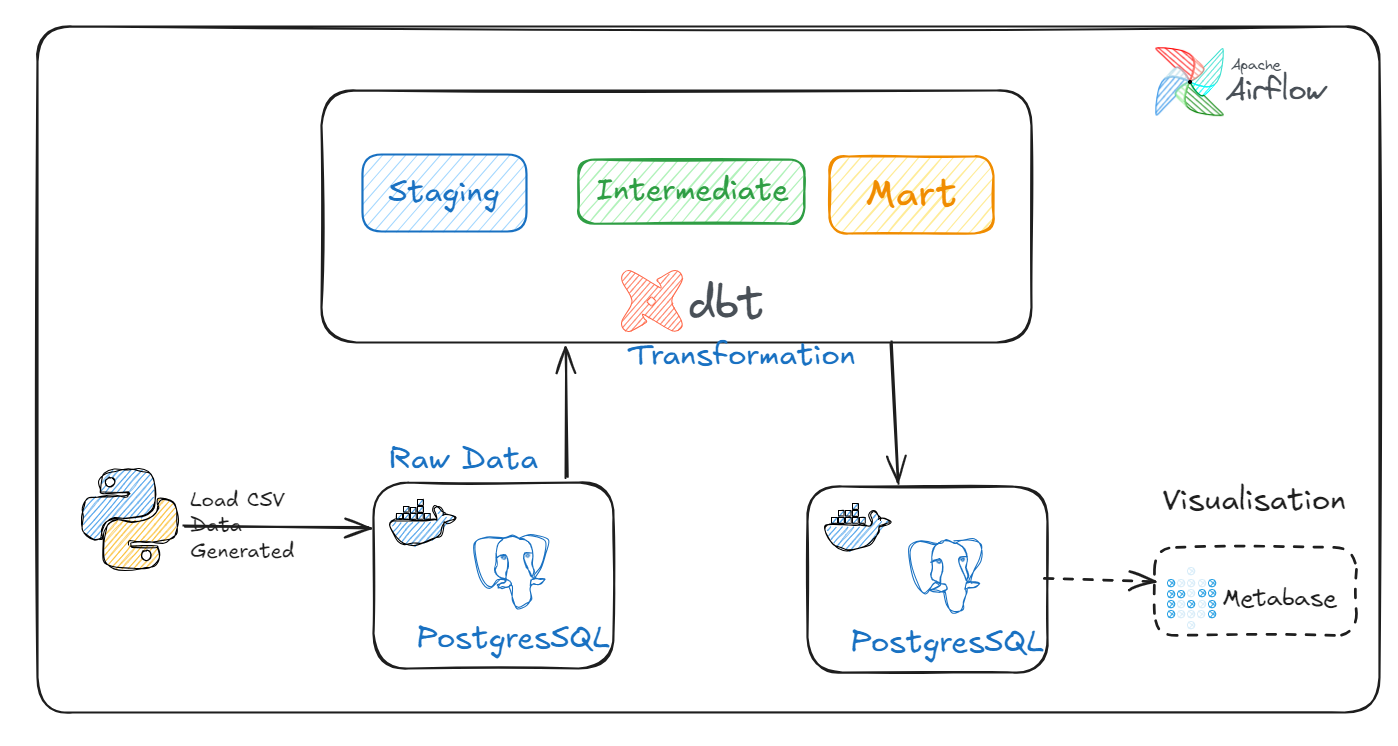 Apache
Airflow
Staging
Intermediate
Mart
dbt
Transformation
Raw Data
Load CSV
Data
Generated
PostgresSQL
PostgresSQL
Visualisation
Metabase